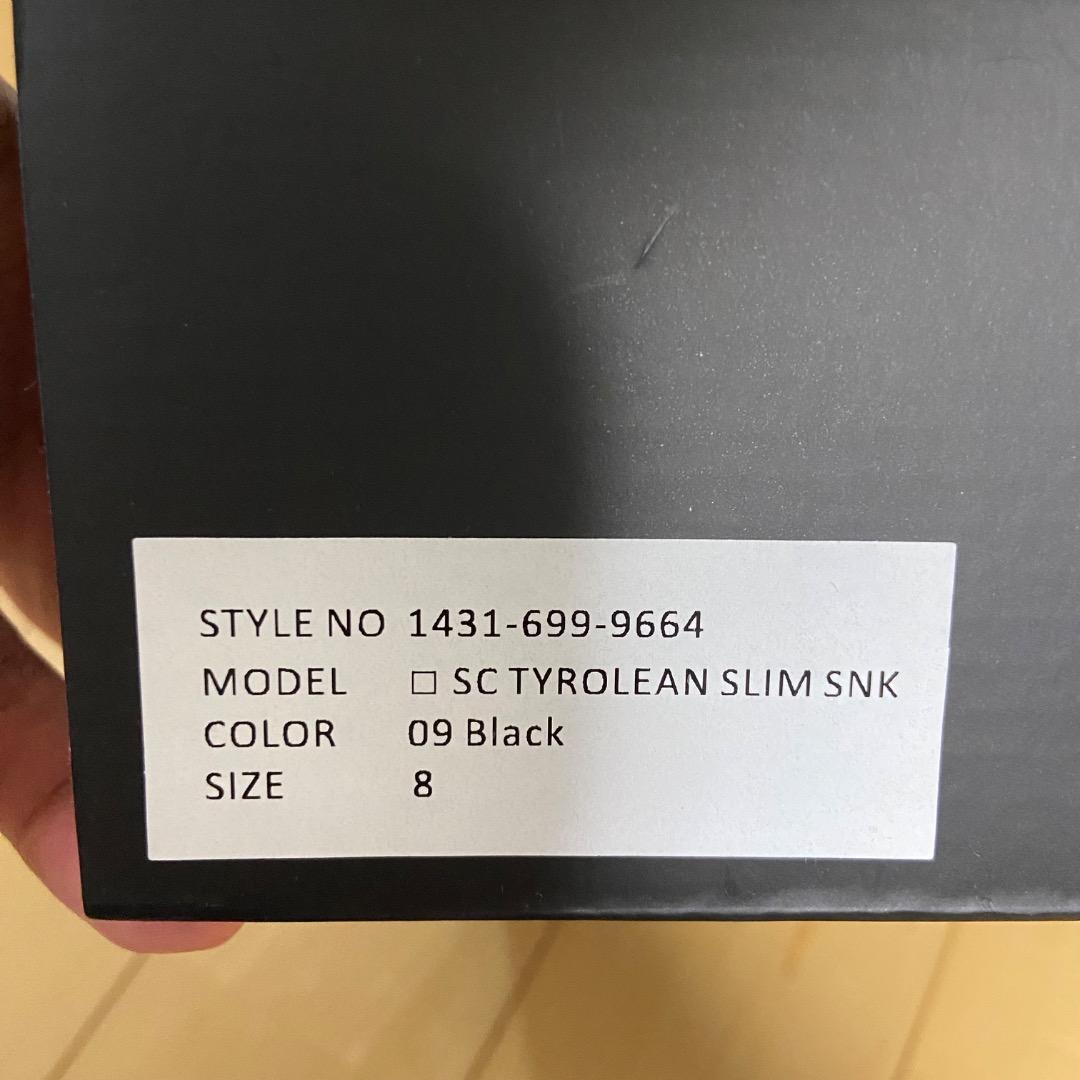 STYLE NO 1431-699-9664
MODEL □ SC TYROLEAN SLIM SNK
COLOR 09 Black
SIZE 8